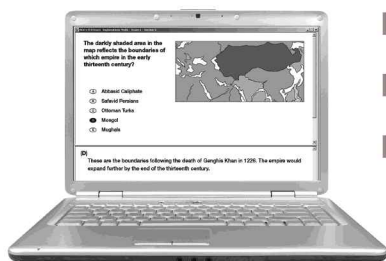 The darkly shaded area in the
map reflects the boundaries of
which empire in the early
thirteenth century?
A Abbasid Caliphate
B Safavid Persians
C Ottoman Turks
Mongol
E Mughals
(D)
These are the boundaries following the death of Genghis Khan in 1226. The empire would
expand further by the end of the thirteenth century.